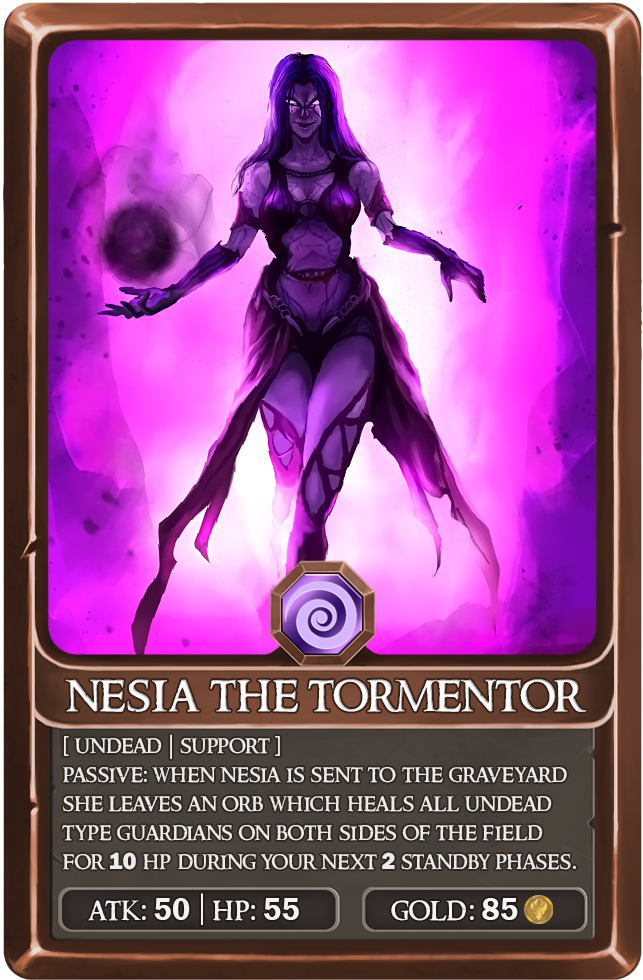 NESIA THE TORMENTOR
[ UNDEAD | SUPPORT ]
PASSIVE: WHEN NESIA IS SENT TO THE GRAVEYARD
SHE LEAVES AN ORB WHICH HEALS ALL UNDEAD
TYPE GUARDIANS ON BOTH SIDES OF THE FIELD
FOR 10 HP DURING YOUR NEXT 2 STANDBY PHASES.
ATK: 50 | HP: 55
GOLD: 85